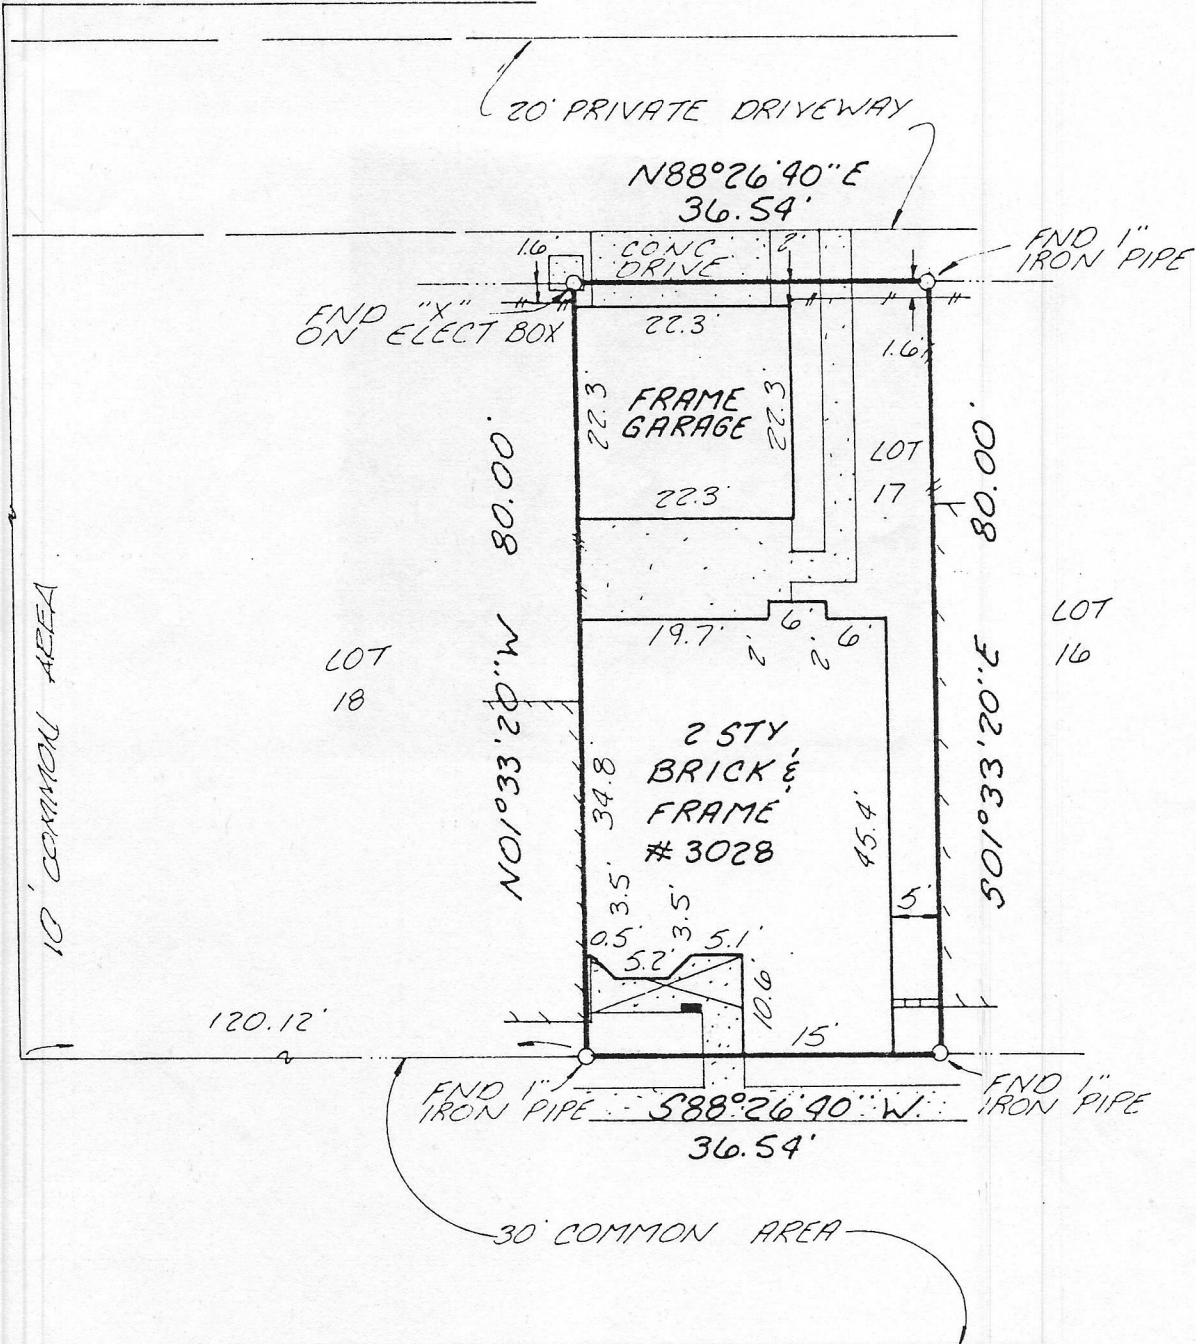 20' PRIVATE DRIVEWAY
N88°26'40"E
36.54'
FND 1"
IRON PIPE
1.6'
CONC
DRIVE
2'
FND "X"
ON ELECT BOX
22.3'
1.6'
22.3'
FRAME
GARAGE
22.3'
LOT
17
22.3'
N01°33'20"W 80.00'
S01°33'20"E 80.00'
10' COMMON AREA
LOT
18
LOT
16
19.7'
6'
6'
2'
2'
2 STY
BRICK &
FRAME
# 3028
34.8'
45.4'
3.5'
3.5'
0.5'
5.2'
5.1'
10.6'
5'
15'
120.12'
FND 1"
IRON PIPE
S88°26'40"W
36.54'
FND 1"
IRON PIPE
30' COMMON AREA